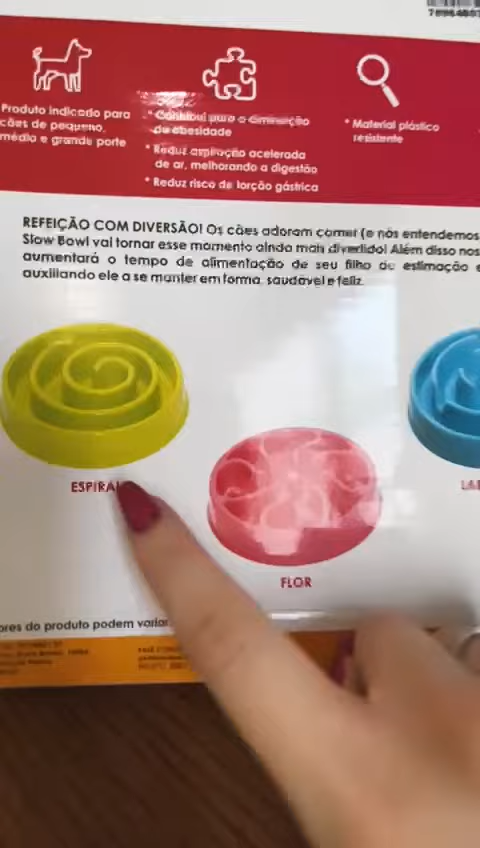 Produto indicado para
cães de pequeno,
médio e grande porte
* Contribui para a diminuição
da obesidade
* Reduz aspiração acelerada
de ar, melhorando a digestão
* Reduz risco de torção gástrica
* Material plástico
resistente
REFEIÇÃO COM DIVERSÃO! Os cães adoram comer (e nós entendemos
Slow Bowl vai tornar esse momento ainda mais divertido! Além disso nos
aumentará o tempo de alimentação de seu filho de estimação e
auxiliando ele a se manter em forma, saudável e feliz.
ESPIRAL
FLOR
LAB
ores do produto podem variar